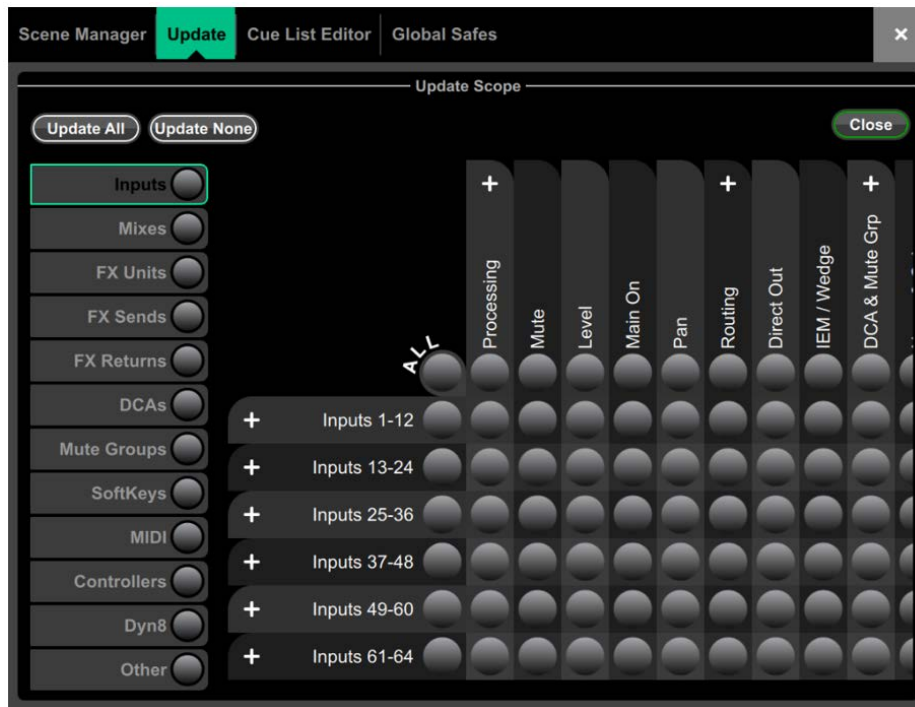 Scene Manager Update Cue List Editor Global Safes ×
Update Scope
Update All Update None Close
Inputs
Mixes
FX Units
FX Sends
FX Returns
DCAs
Mute Groups
SoftKeys
MIDI
Controllers
Dyn8
Other
+ Processing
Mute
Level
Main On
Pan
+ Routing
Direct Out
IEM / Wedge
+ DCA & Mute Grp
ALL
+ Inputs 1-12
+ Inputs 13-24
+ Inputs 25-36
+ Inputs 37-48
+ Inputs 49-60
+ Inputs 61-64